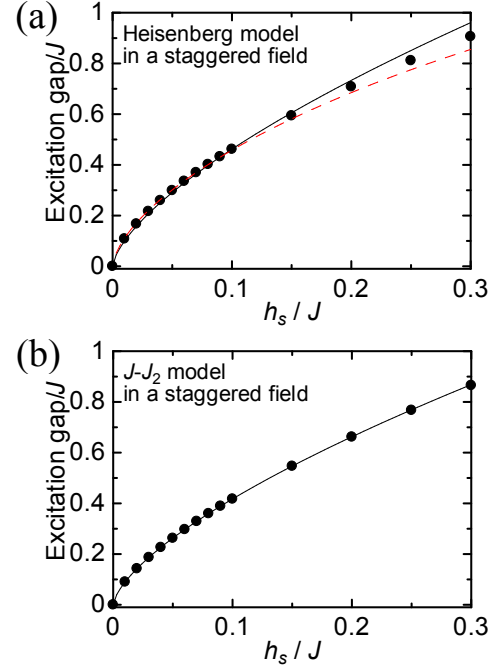 (a)
Heisenberg model
in a staggered field
Excitation gap/J
1
0.8
0.6
0.4
0.2
0
0 0.1 0.2 0.3
h_s / J
(b)
J-J_2 model
in a staggered field
Excitation gap/J
1
0.8
0.6
0.4
0.2
0
0 0.1 0.2 0.3
h_s / J